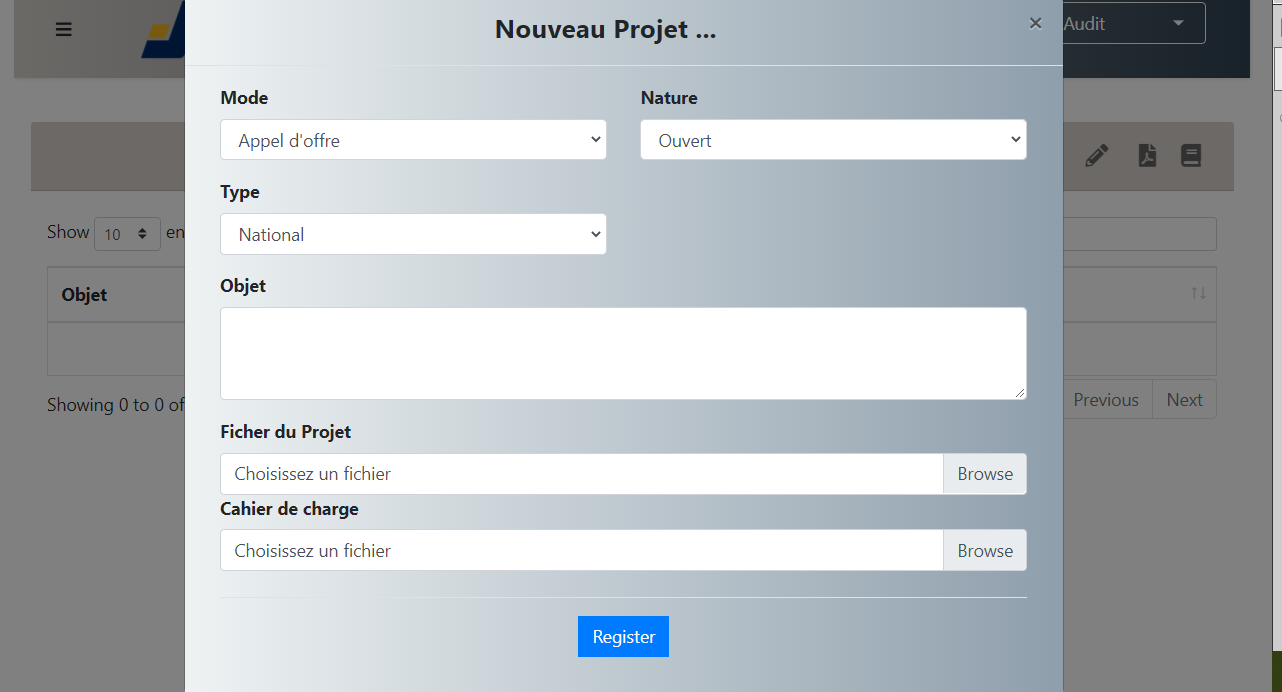 Nouveau Projet ...
×
Audit
Mode
Nature
Appel d'offre
Ouvert
Type
National
Show 10 en
Objet
Objet
Ficher du Projet
Choisissez un fichier Browse
Showing 0 to 0 of
Previous Next
Cahier de charge
Choisissez un fichier Browse
Register